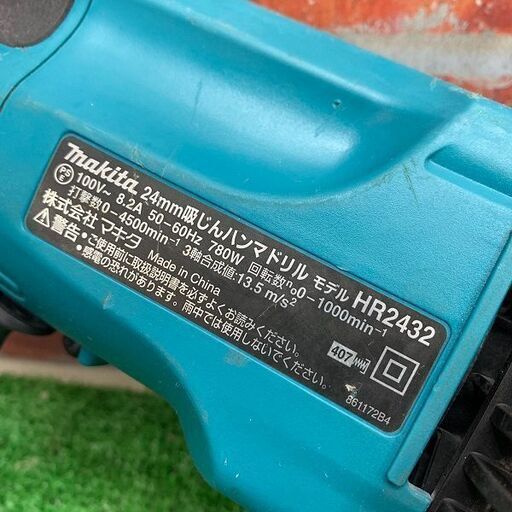 makita 24mm吸じんハンマドリル モデル HR2432
PS E 100V~ 8.2A 50-60Hz 780W 回転数n₀0-1000min⁻¹
打撃数0-4500min⁻¹ 3軸合成値:13.5 m/s²
株式会社マキタ Made in China
警告・ご使用前に取扱説明書を必ずよくお読みください。
・感電の恐れがあります。雨中では使用しないでください。
407
861172B4